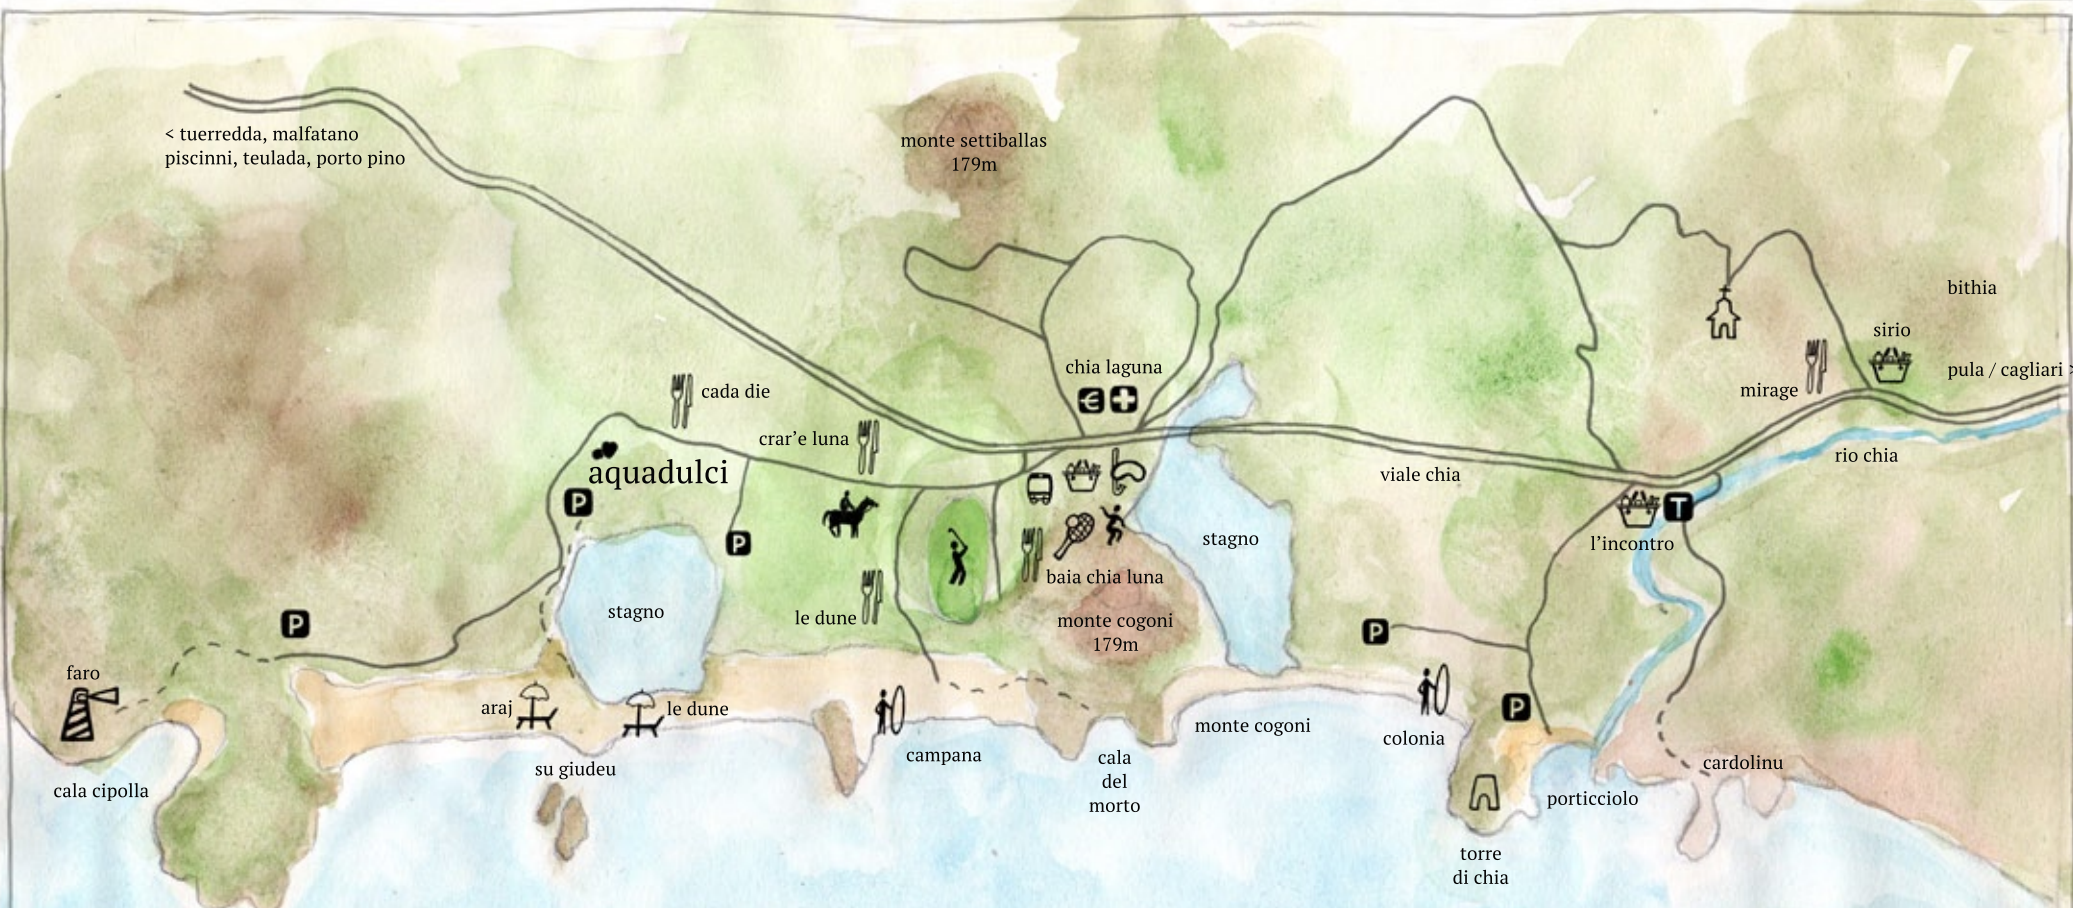 < tuerredda, malfatano
piscinni, teulada, porto pino
monte settiballas
179m
bithia
sirio
pula / cagliari >
mirage
chia laguna
€
cada die
crar'e luna
aquadulci
viale chia
rio chia
P
P
T
l'incontro
stagno
stagno
baia chia luna
le dune
monte cogoni
179m
P
P
faro
araj
le dune
P
monte cogoni
colonia
campana
su giudeu
cala
del
morto
cala cipolla
cardolinu
porticciolo
torre
di chia